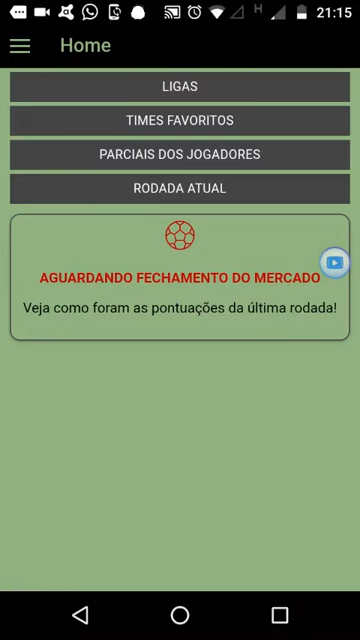 H
21:15
Home
LIGAS
TIMES FAVORITOS
PARCIAIS DOS JOGADORES
RODADA ATUAL
AGUARDANDO FECHAMENTO DO MERCADO
Veja como foram as pontuações da última rodada!